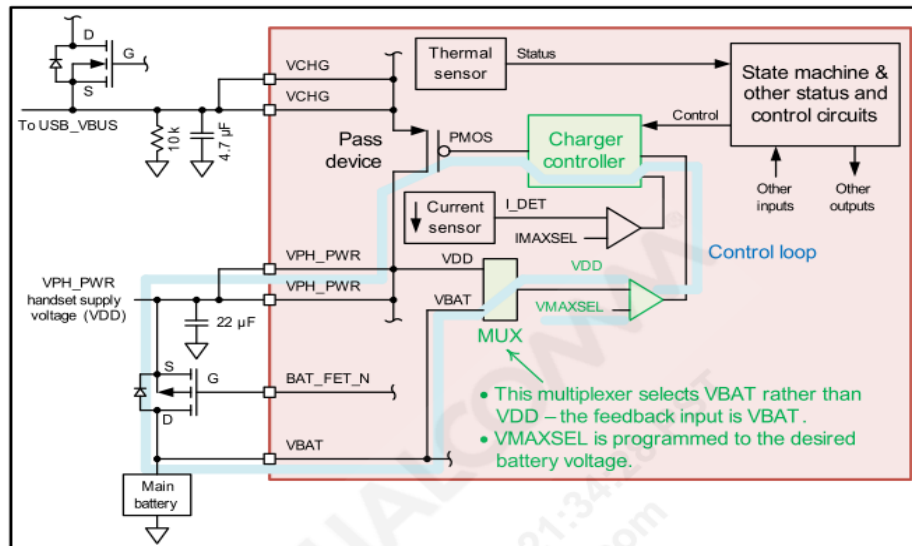 D
G
S
To USB_VBUS
10 k
4.7 µF
VCHG
VCHG
Thermal
sensor
Status
State machine &
other status and
control circuits
Pass
device
PMOS
Charger
controller
Control
Other
inputs
Other
outputs
Current
sensor
I_DET
IMAXSEL
Control loop
VPH_PWR
VPH_PWR
VPH_PWR
handset supply
voltage (VDD)
22 µF
VDD
VDD
VBAT
VMAXSEL
MUX
S
G
D
BAT_FET_N
VBAT
Main
battery
• This multiplexer selects VBAT rather than
VDD – the feedback input is VBAT.
• VMAXSEL is programmed to the desired
battery voltage.